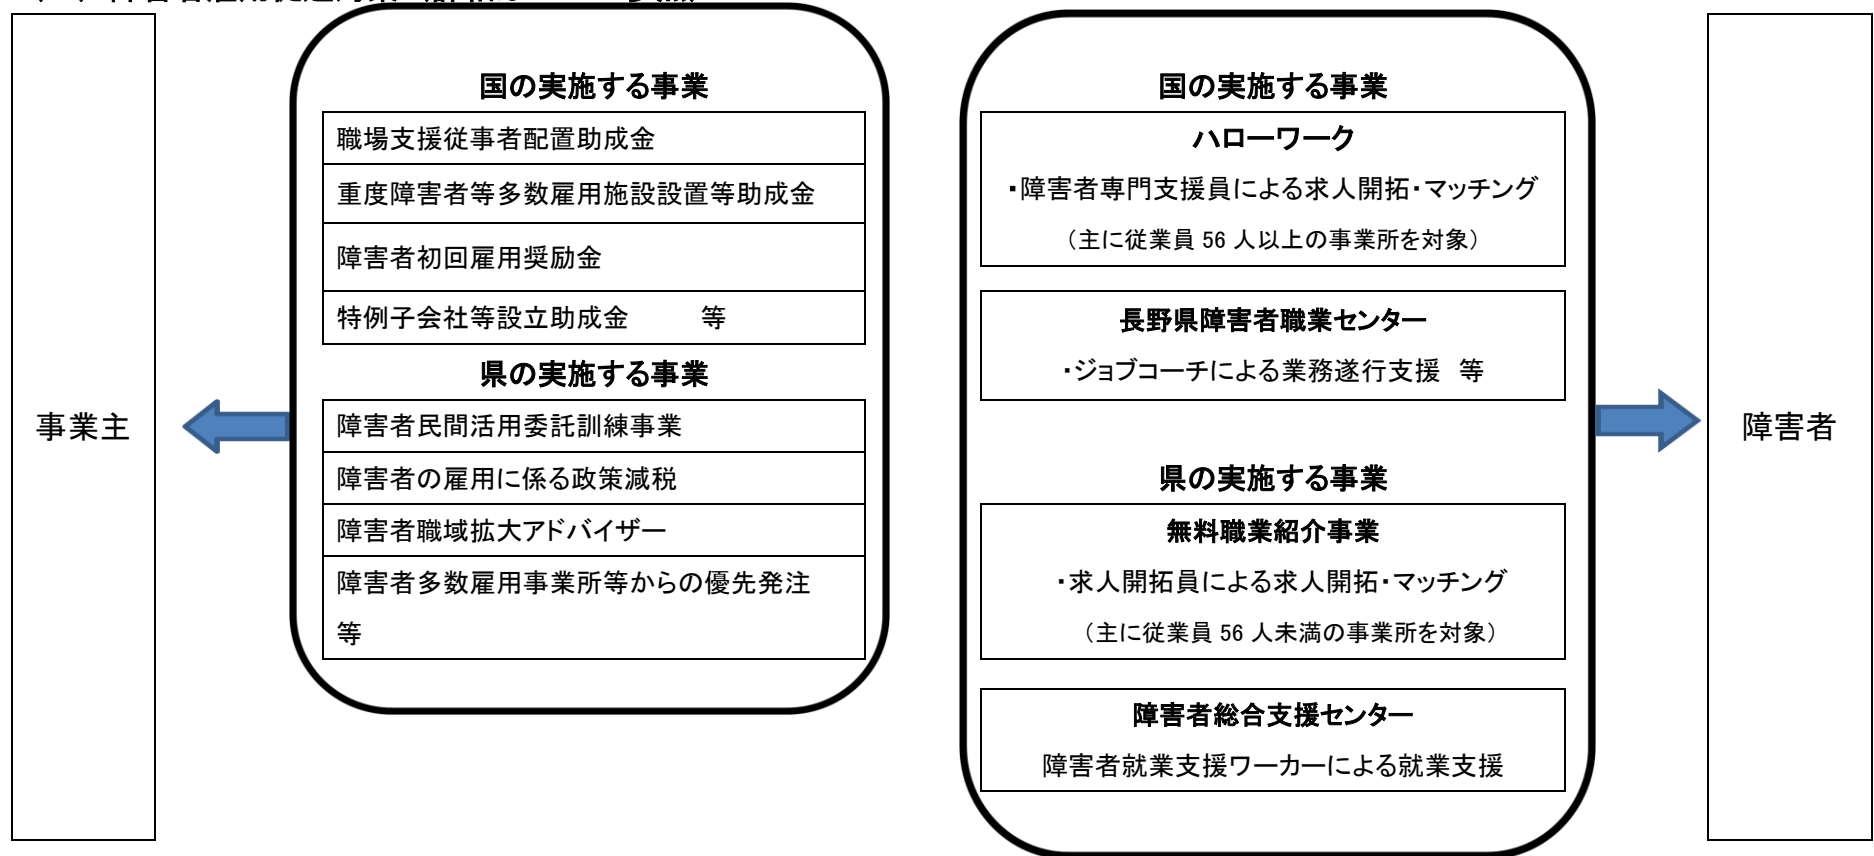 事業主
国の実施する事業
職場支援従事者配置助成金
重度障害者等多数雇用施設設置等助成金
障害者初回雇用奨励金
特例子会社等設立助成金 等
県の実施する事業
障害者民間活用委託訓練事業
障害者の雇用に係る政策減税
障害者職域拡大アドバイザー
障害者多数雇用事業所等からの優先発注
等
国の実施する事業
ハローワーク
・障害者専門支援員による求人開拓・マッチング
（主に従業員 56 人以上の事業所を対象）
長野県障害者職業センター
・ジョブコーチによる業務遂行支援 等
県の実施する事業
無料職業紹介事業
・求人開拓員による求人開拓・マッチング
（主に従業員 56 人未満の事業所を対象）
障害者総合支援センター
障害者就業支援ワーカーによる就業支援
障害者